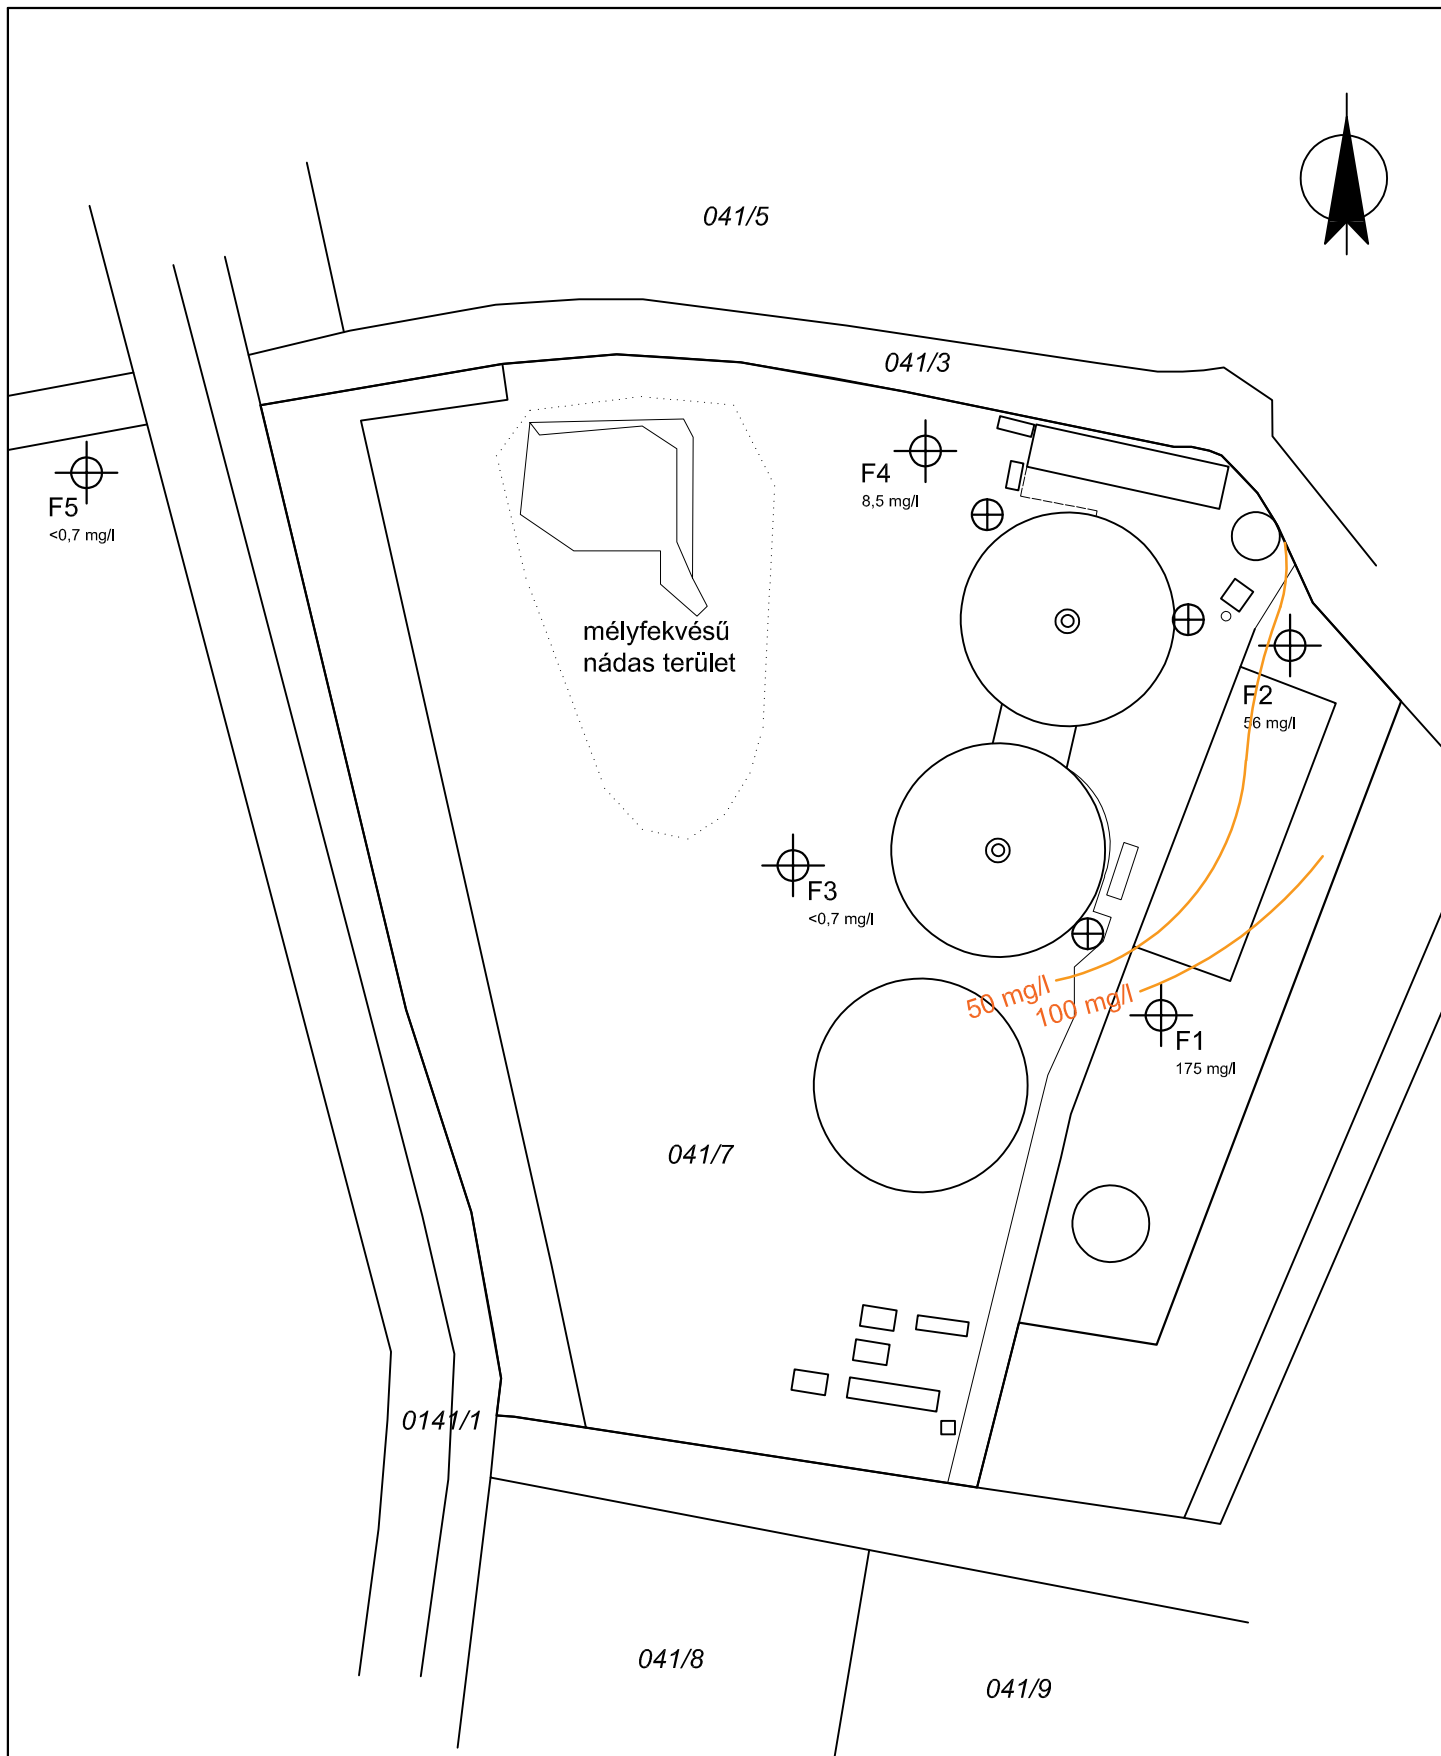 041/5
041/3
F4
8,5 mg/l
F5
<0,7 mg/l
mélyfekvésű
nádas terület
F2
56 mg/l
F3
<0,7 mg/l
50 mg/l
100 mg/l
F1
175 mg/l
041/7
0141/1
041/8
041/9